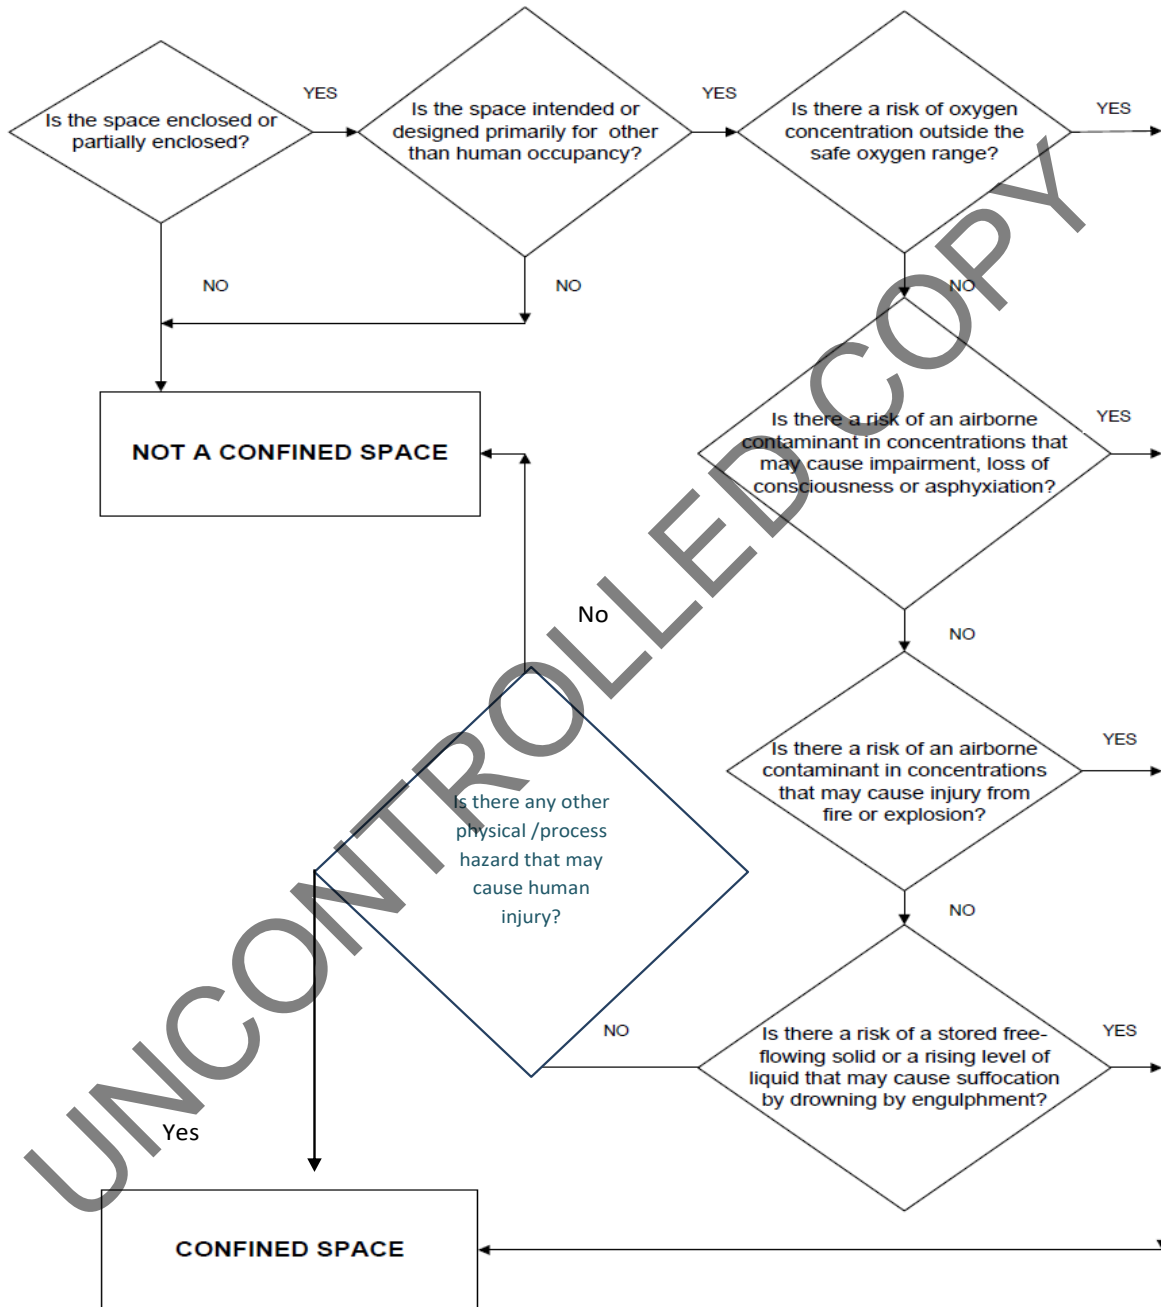 Is the space enclosed or
partially enclosed?
YES
Is the space intended or
designed primarily for other
than human occupancy?
YES
Is there a risk of oxygen
concentration outside the
safe oxygen range?
YES
NO
NO
NO
NOT A CONFINED SPACE
Is there a risk of an airborne
contaminant in concentrations that
may cause impairment, loss of
consciousness or asphyxiation?
YES
No
NO
Is there a risk of an airborne
contaminant in concentrations
that may cause injury from
fire or explosion?
YES
Is there any other
physical /process
hazard that may
cause human
injury?
NO
NO
Is there a risk of a stored free-
flowing solid or a rising level of
liquid that may cause suffocation
by drowning by engulphment?
YES
Yes
CONFINED SPACE
UNCONTROLLED COPY